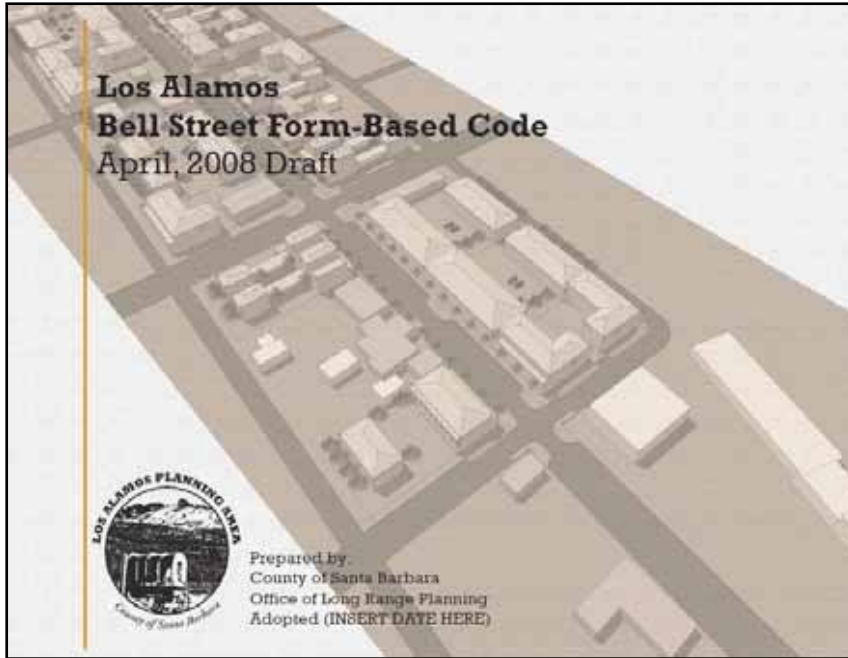 Los Alamos
Bell Street Form-Based Code
April, 2008 Draft
LOS ALAMOS PLANNING AREA
County of Santa Barbara
Prepared by:
County of Santa Barbara
Office of Long Range Planning
Adopted (INSERT DATE HERE)